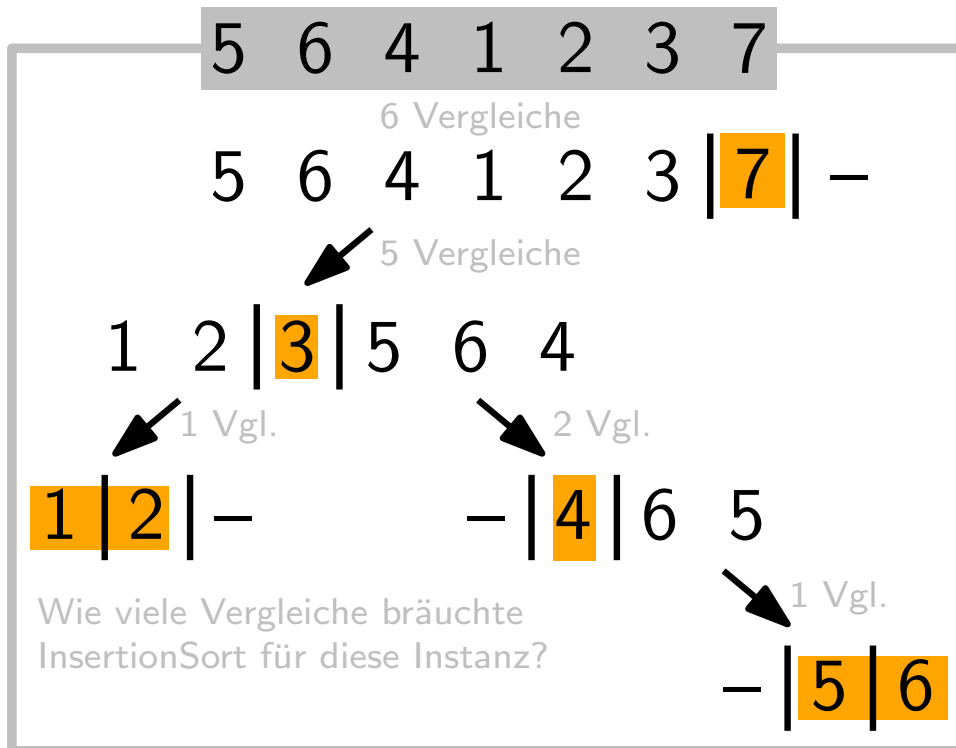 5 6 4 1 2 3 7
6 Vergleiche
5 6 4 1 2 3 | 7 | –
5 Vergleiche
1 2 | 3 | 5 6 4
1 Vgl. 2 Vgl.
1 | 2 | – – | 4 | 6 5
1 Vgl.
Wie viele Vergleiche bräuchte
InsertionSort für diese Instanz?
– | 5 | 6